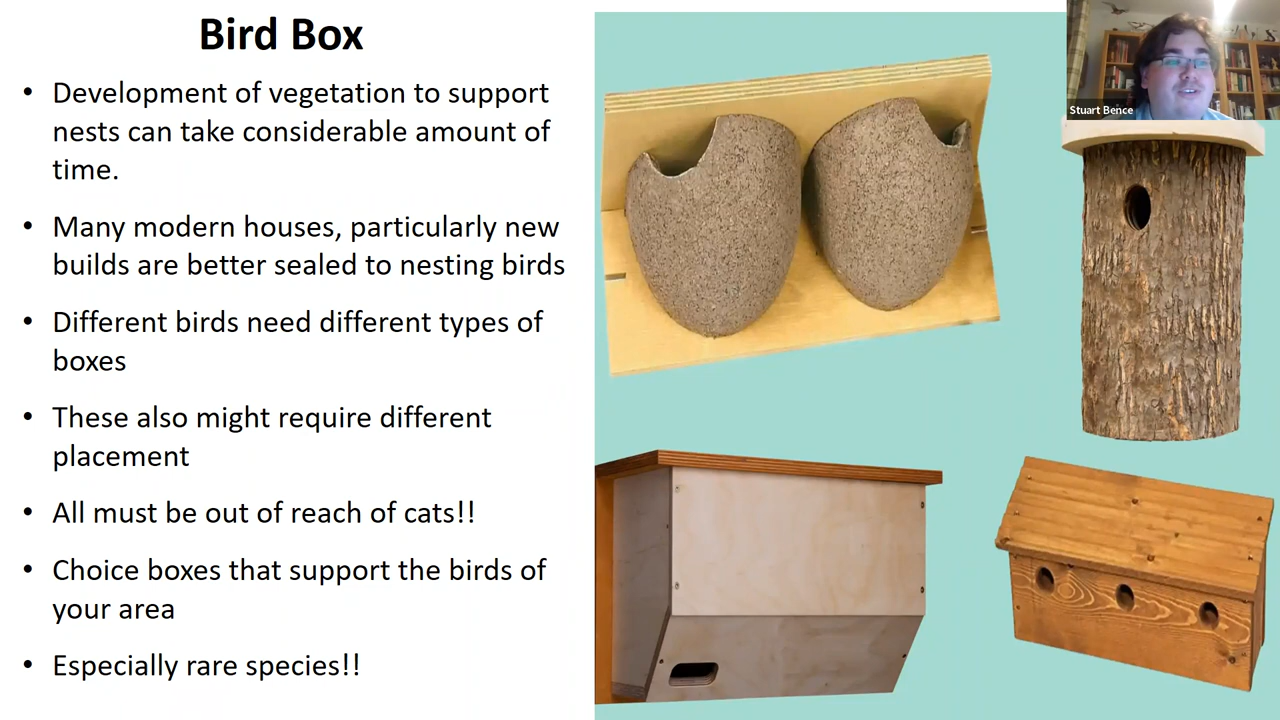 Bird Box
• Development of vegetation to support
nests can take considerable amount of
time.
• Many modern houses, particularly new
builds are better sealed to nesting birds
• Different birds need different types of
boxes
• These also might require different
placement
• All must be out of reach of cats!!
• Choice boxes that support the birds of
your area
• Especially rare species!!
Stuart Bence